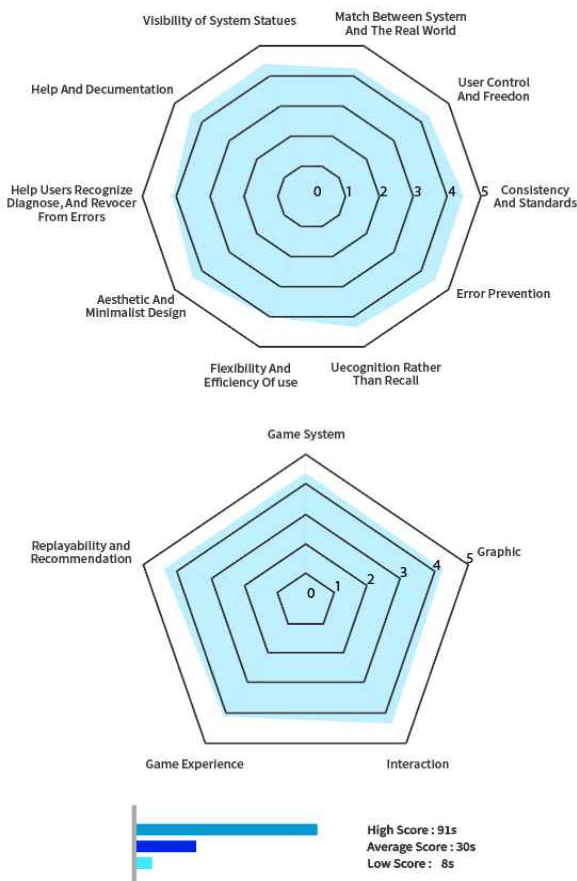 Visibility of System Statues
Match Between System
And The Real World
Help And Decumentation
User Control
And Freedon
Help Users Recognize
Diagnose, And Revocer
From Errors
0 1 2 3 4 5
Consistency
And Standards
Aesthetic And
Minimalist Design
Error Prevention
Flexibility And
Efficiency Of use
Uecognition Rather
Than Recall
Game System
Replayability and
Recommendation
Graphic
0 1 2 3 4 5
Game Experience
Interaction
High Score : 91s
Average Score : 30s
Low Score : 8s